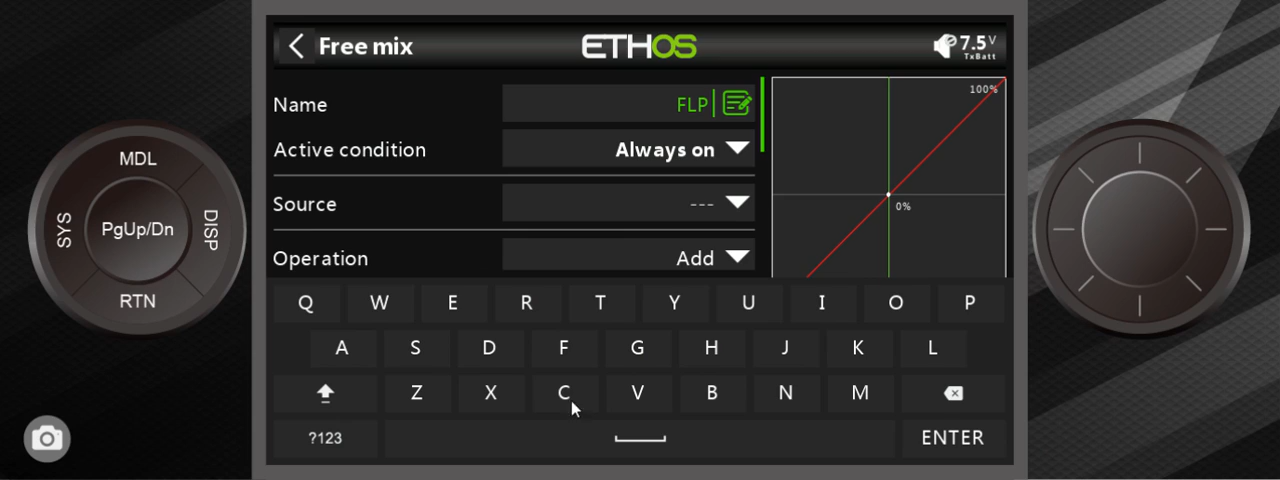 Free mix
ETHOS
7.5V
TxBatt
Name
FLP
Active condition
Always on
Source
---
Operation
Add
100%
0%
MDL
SYS
PgUp/Dn
DISP
RTN
Q W E R T Y U I O P
A S D F G H J K L
Z X C V B N M
?123
ENTER